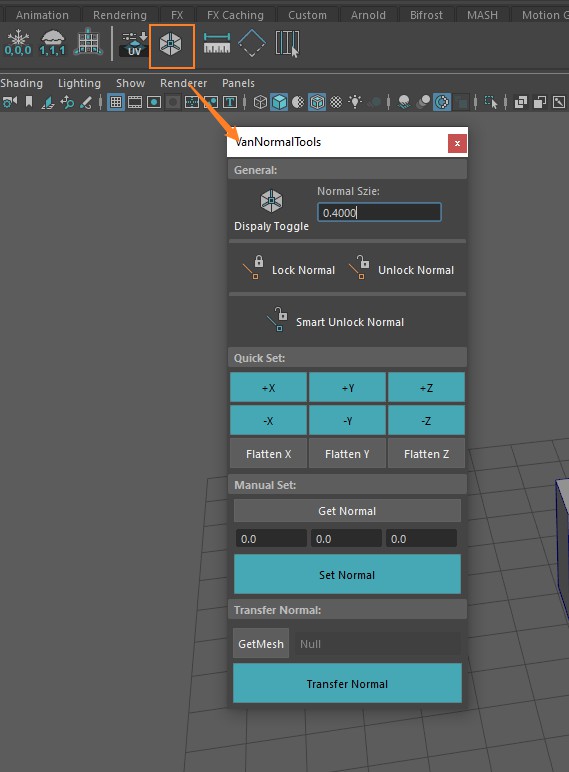 Animation Rendering FX FX Caching Custom Arnold Bifrost MASH Motion G
0,0,0 1,1,1 UV
Shading Lighting Show Renderer Panels
VanNormalTools x
General:
Normal Szie:
0.4000
Dispaly Toggle
Lock Normal Unlock Normal
Smart Unlock Normal
Quick Set:
+X +Y +Z
-X -Y -Z
Flatten X Flatten Y Flatten Z
Manual Set:
Get Normal
0.0 0.0 0.0
Set Normal
Transfer Normal:
GetMesh Null
Transfer Normal